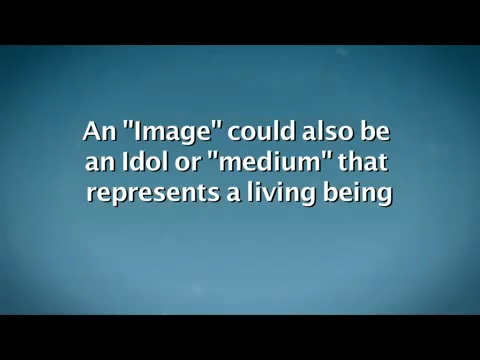 An "Image" could also be
an Idol or "medium" that
represents a living being